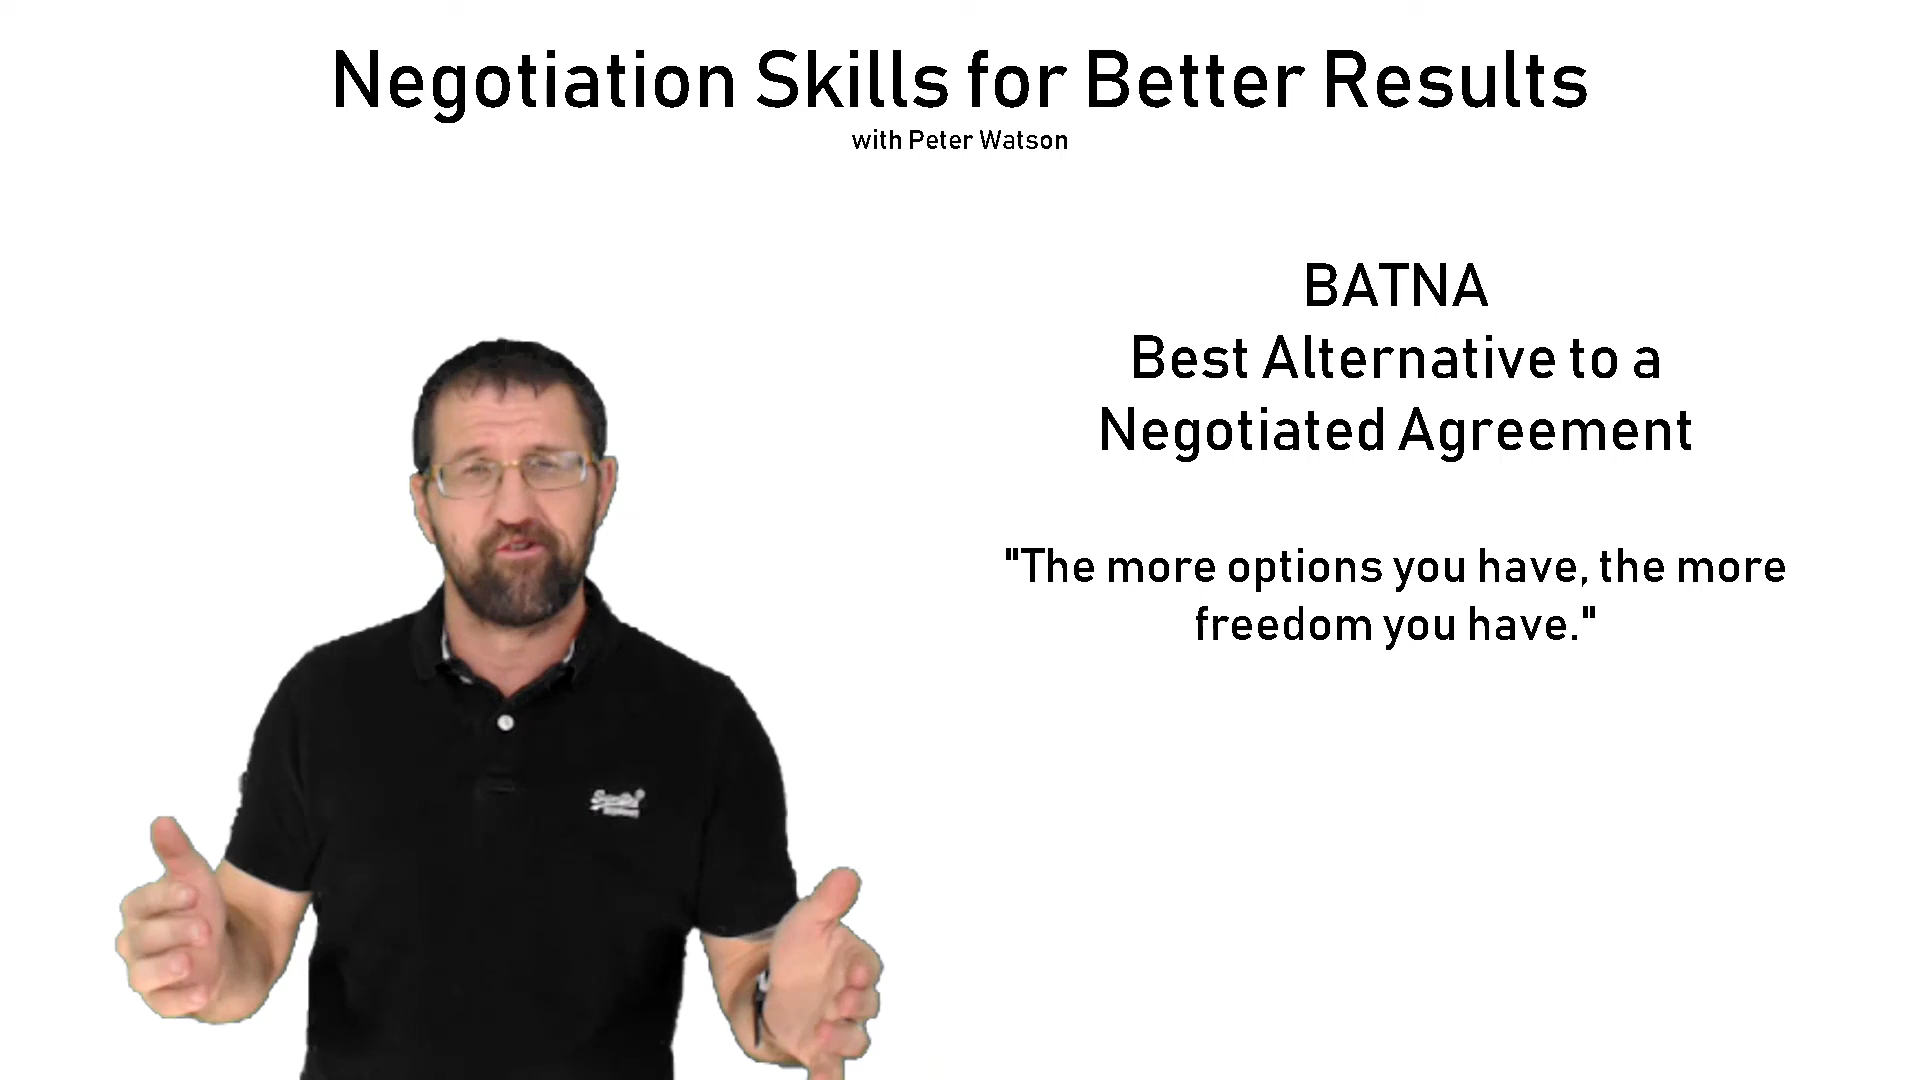 Negotiation Skills for Better Results
with Peter Watson
BATNA
Best Alternative to a
Negotiated Agreement
"The more options you have, the more
freedom you have."